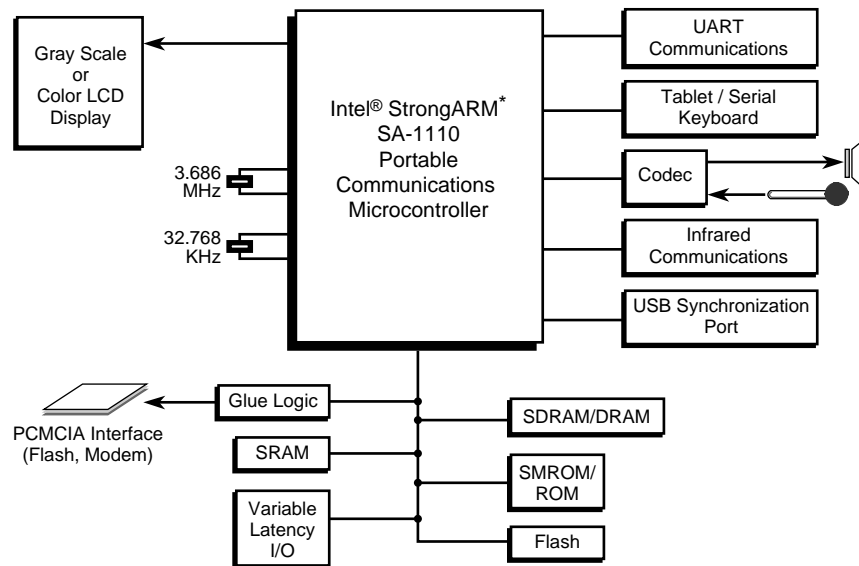 Gray Scale
or
Color LCD
Display
3.686
MHz
32.768
KHz
Intel® StrongARM*
SA-1110
Portable
Communications
Microcontroller
UART
Communications
Tablet / Serial
Keyboard
Codec
Infrared
Communications
USB Synchronization
Port
Glue Logic
PCMCIA Interface
(Flash, Modem)
SRAM
Variable
Latency
I/O
SDRAM/DRAM
SMROM/
ROM
Flash